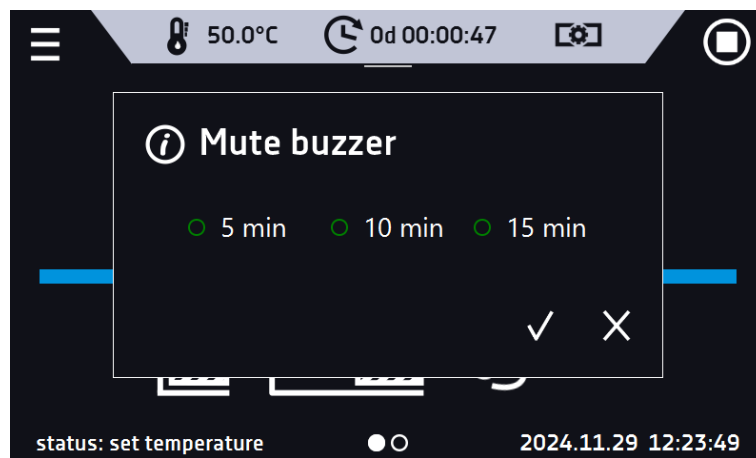 50.0°C 0d 00:00:47
Mute buzzer
5 min 10 min 15 min
status: set temperature 2024.11.29 12:23:49